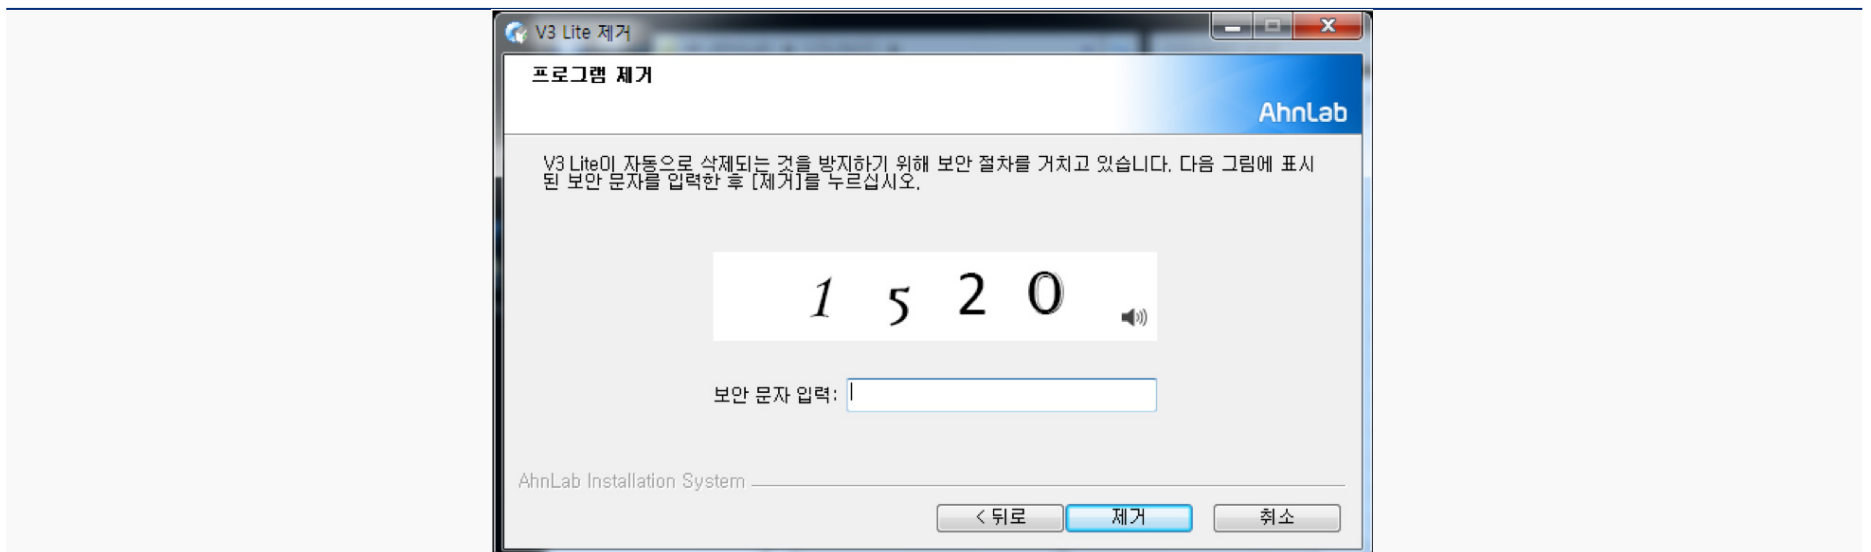 V3 Lite 제거
프로그램 제거
AhnLab
V3 Lite이 자동으로 삭제되는 것을 방지하기 위해 보안 절차를 거치고 있습니다. 다음 그림에 표시
된 보안 문자를 입력한 후 [제거]를 누르십시오.
1 5 2 0
보안 문자 입력:
AhnLab Installation System
< 뒤로 제거 취소